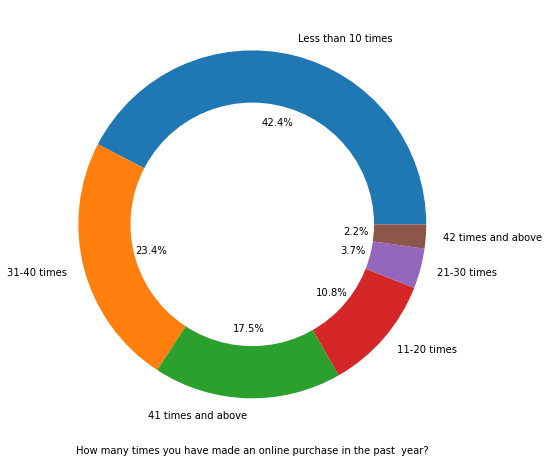 Less than 10 times
42.4%
2.2%
42 times and above
23.4%
3.7%
31-40 times
21-30 times
10.8%
17.5%
11-20 times
41 times and above
How many times you have made an online purchase in the past  year?